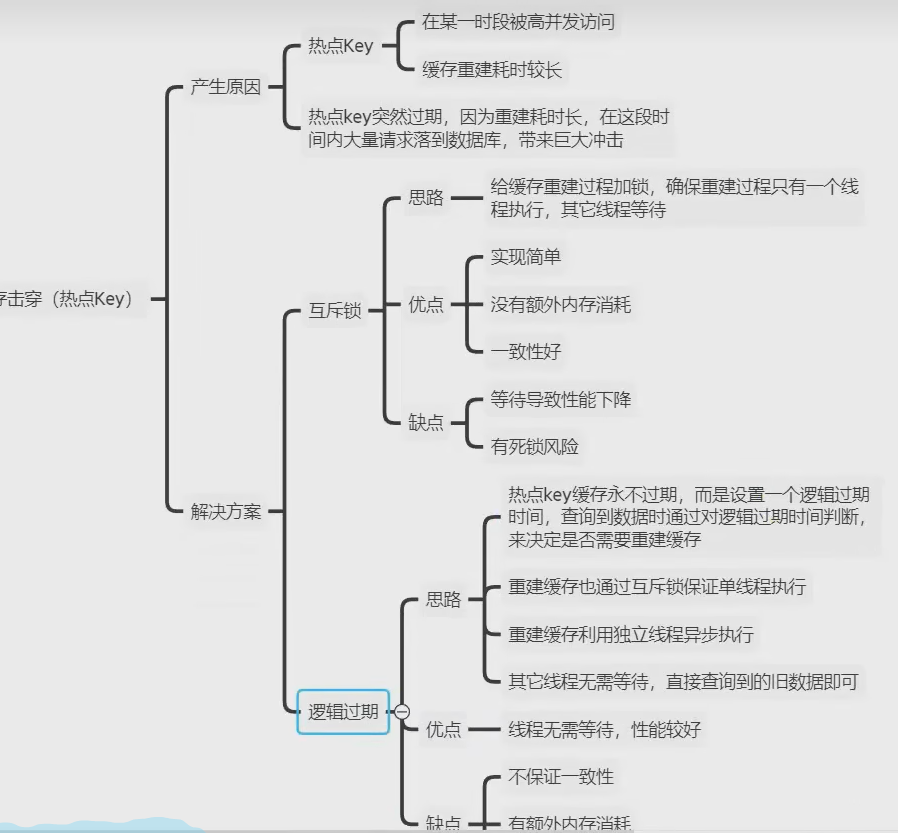 在某一时段被高并发访问
热点Key
缓存重建耗时较长
产生原因
热点key突然过期，因为重建耗时长，在这段时
间内大量请求落到数据库，带来巨大冲击
击穿（热点Key）
解决方案
互斥锁
思路
给缓存重建过程加锁，确保重建过程只有一个线
程执行，其它线程等待
优点
实现简单
没有额外内存消耗
一致性好
缺点
等待导致性能下降
有死锁风险
逻辑过期
思路
热点key缓存永不过期，而是设置一个逻辑过期
时间，查询到数据时通过对逻辑过期时间判断，
来决定是否需要重建缓存
重建缓存也通过互斥锁保证单线程执行
重建缓存利用独立线程异步执行
其它线程无需等待，直接查询到的旧数据即可
优点
线程无需等待，性能较好
缺点
不保证一致性
有额外内存消耗